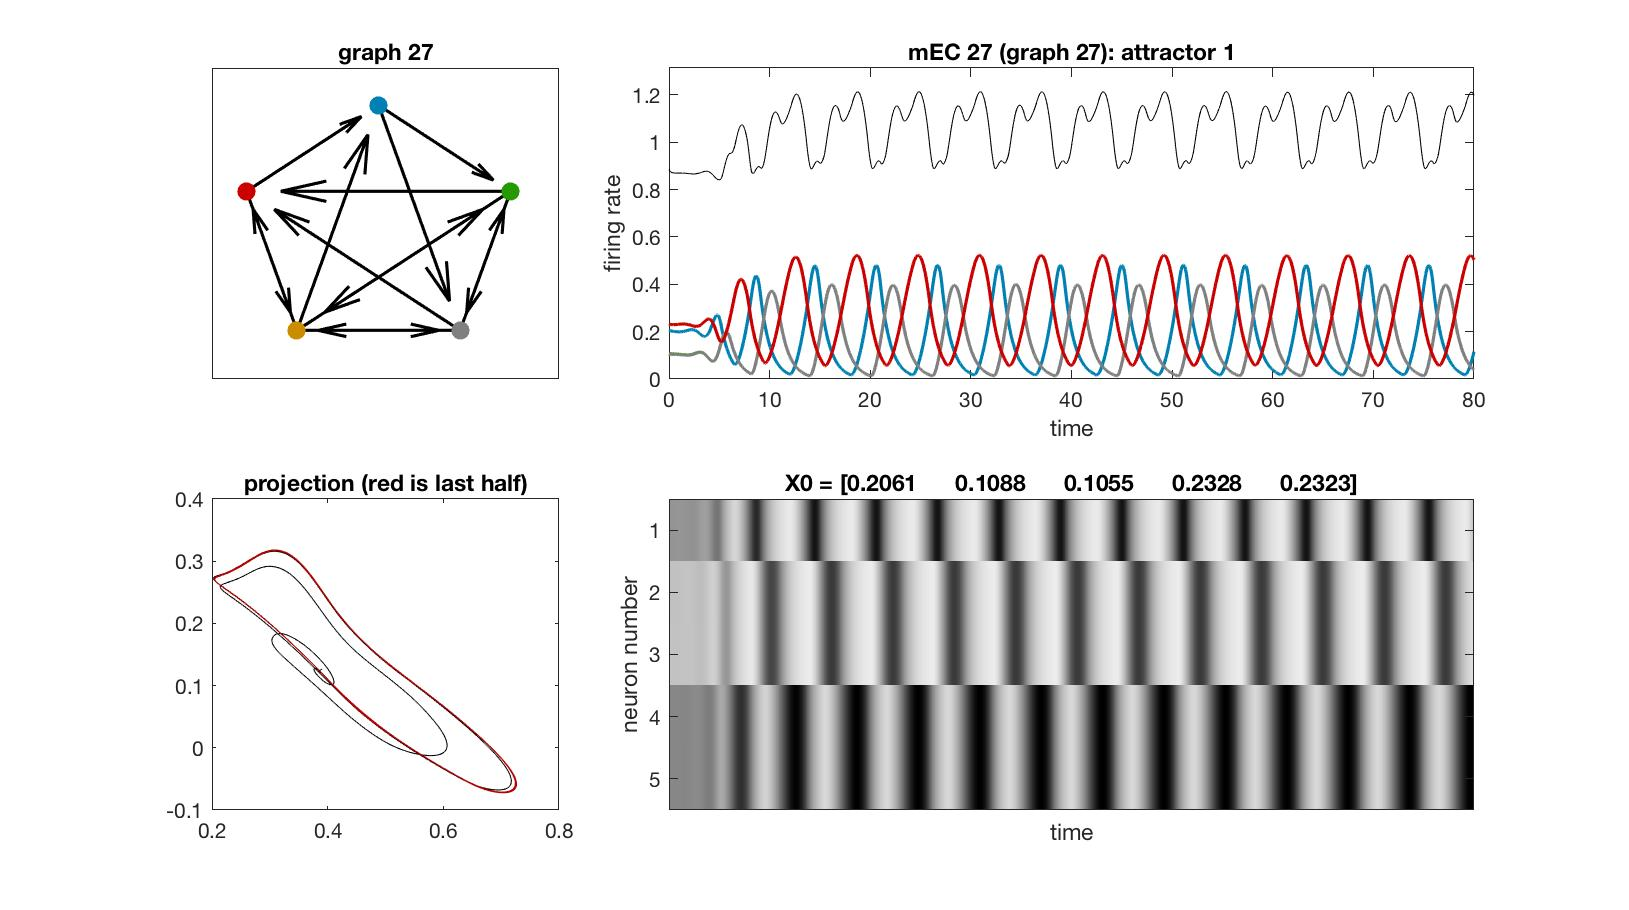 graph 27
mEC 27 (graph 27): attractor 1
firing rate
1.2
1
0.8
0.6
0.4
0.2
0
0 10 20 30 40 50 60 70 80
time
projection (red is last half)
0.4
0.3
0.2
0.1
0
-0.1
0.2 0.4 0.6 0.8
X0 = [0.2061 0.1088 0.1055 0.2328 0.2323]
neuron number
1
2
3
4
5
time